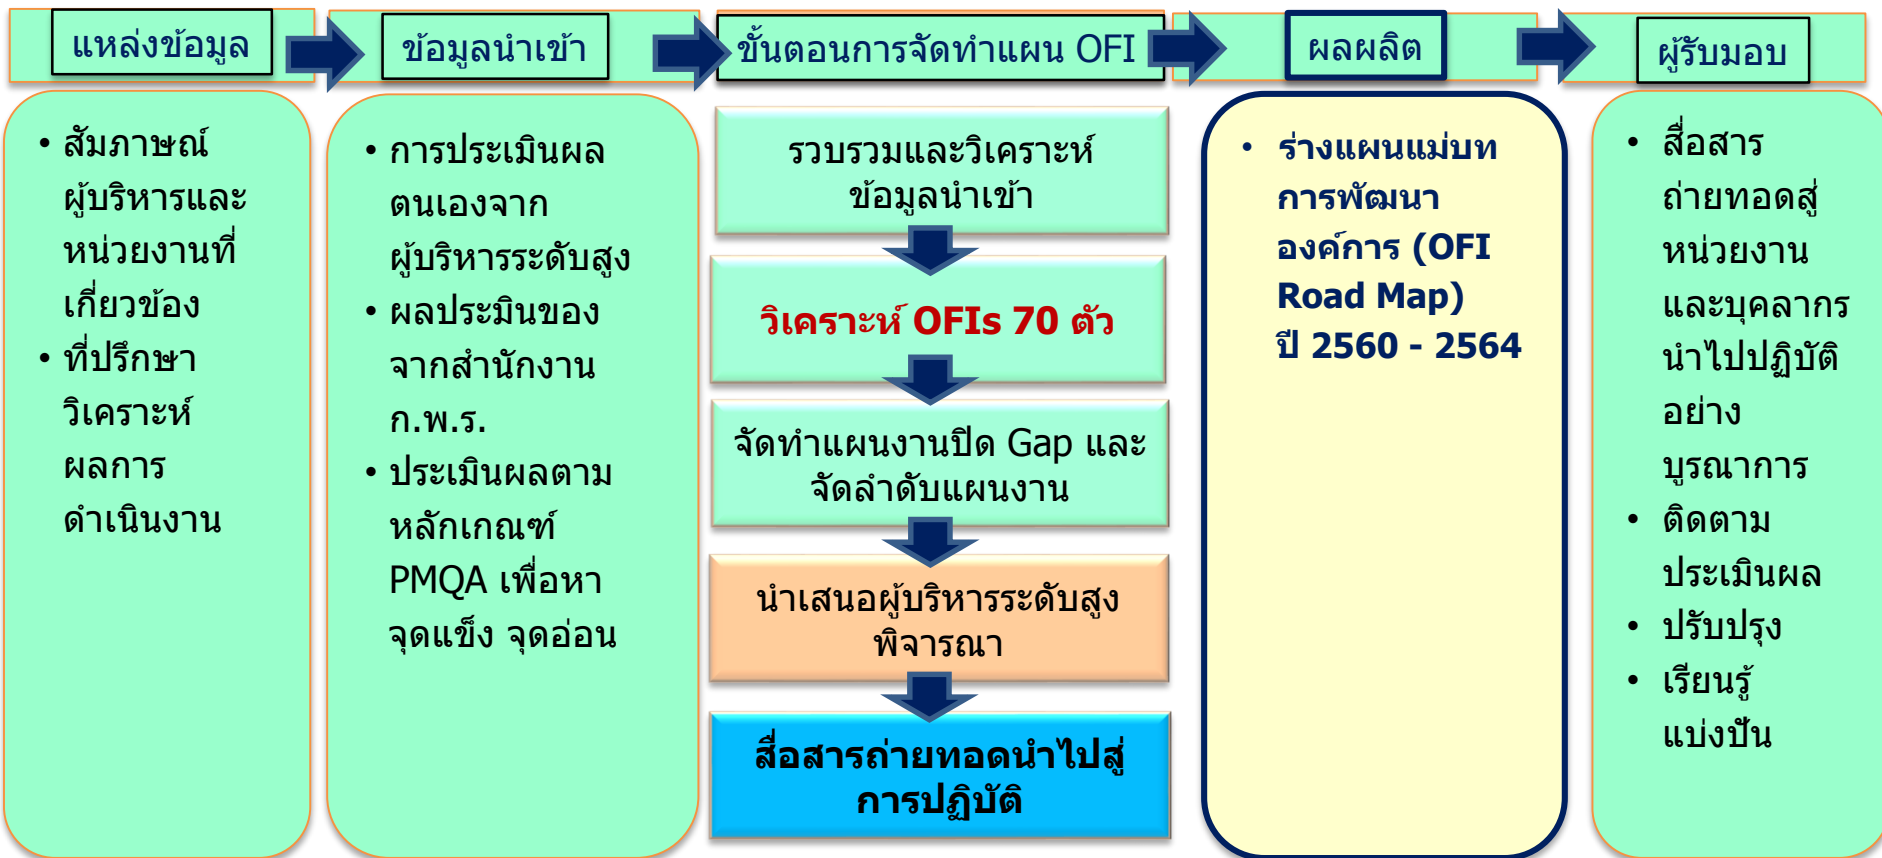 แหล่งข้อมูล
ข้อมูลนำเข้า
ขั้นตอนการจัดทำแผน OFI
ผลผลิต
ผู้รับมอบ
• สัมภาษณ์
ผู้บริหารและ
หน่วยงานที่
เกี่ยวข้อง
• ที่ปรึกษา
วิเคราะห์
ผลการ
ดำเนินงาน
• การประเมินผล
ตนเองจาก
ผู้บริหารระดับสูง
• ผลประมินของ
จากสำนักงาน
ก.พ.ร.
• ประเมินผลตาม
หลักเกณฑ์
PMQA เพื่อหา
จุดแข็ง จุดอ่อน
รวบรวมและวิเคราะห์
ข้อมูลนำเข้า
วิเคราะห์ OFIs 70 ตัว
จัดทำแผนงานปิด Gap และ
จัดลำดับแผนงาน
นำเสนอผู้บริหารระดับสูง
พิจารณา
สื่อสารถ่ายทอดนำไปสู่
การปฏิบัติ
• ร่างแผนแม่บท
การพัฒนา
องค์การ (OFI
Road Map)
ปี 2560 - 2564
• สื่อสาร
ถ่ายทอดสู่
หน่วยงาน
และบุคลากร
นำไปปฏิบัติ
อย่าง
บูรณาการ
• ติดตาม
ประเมินผล
• ปรับปรุง
• เรียนรู้
แบ่งปัน